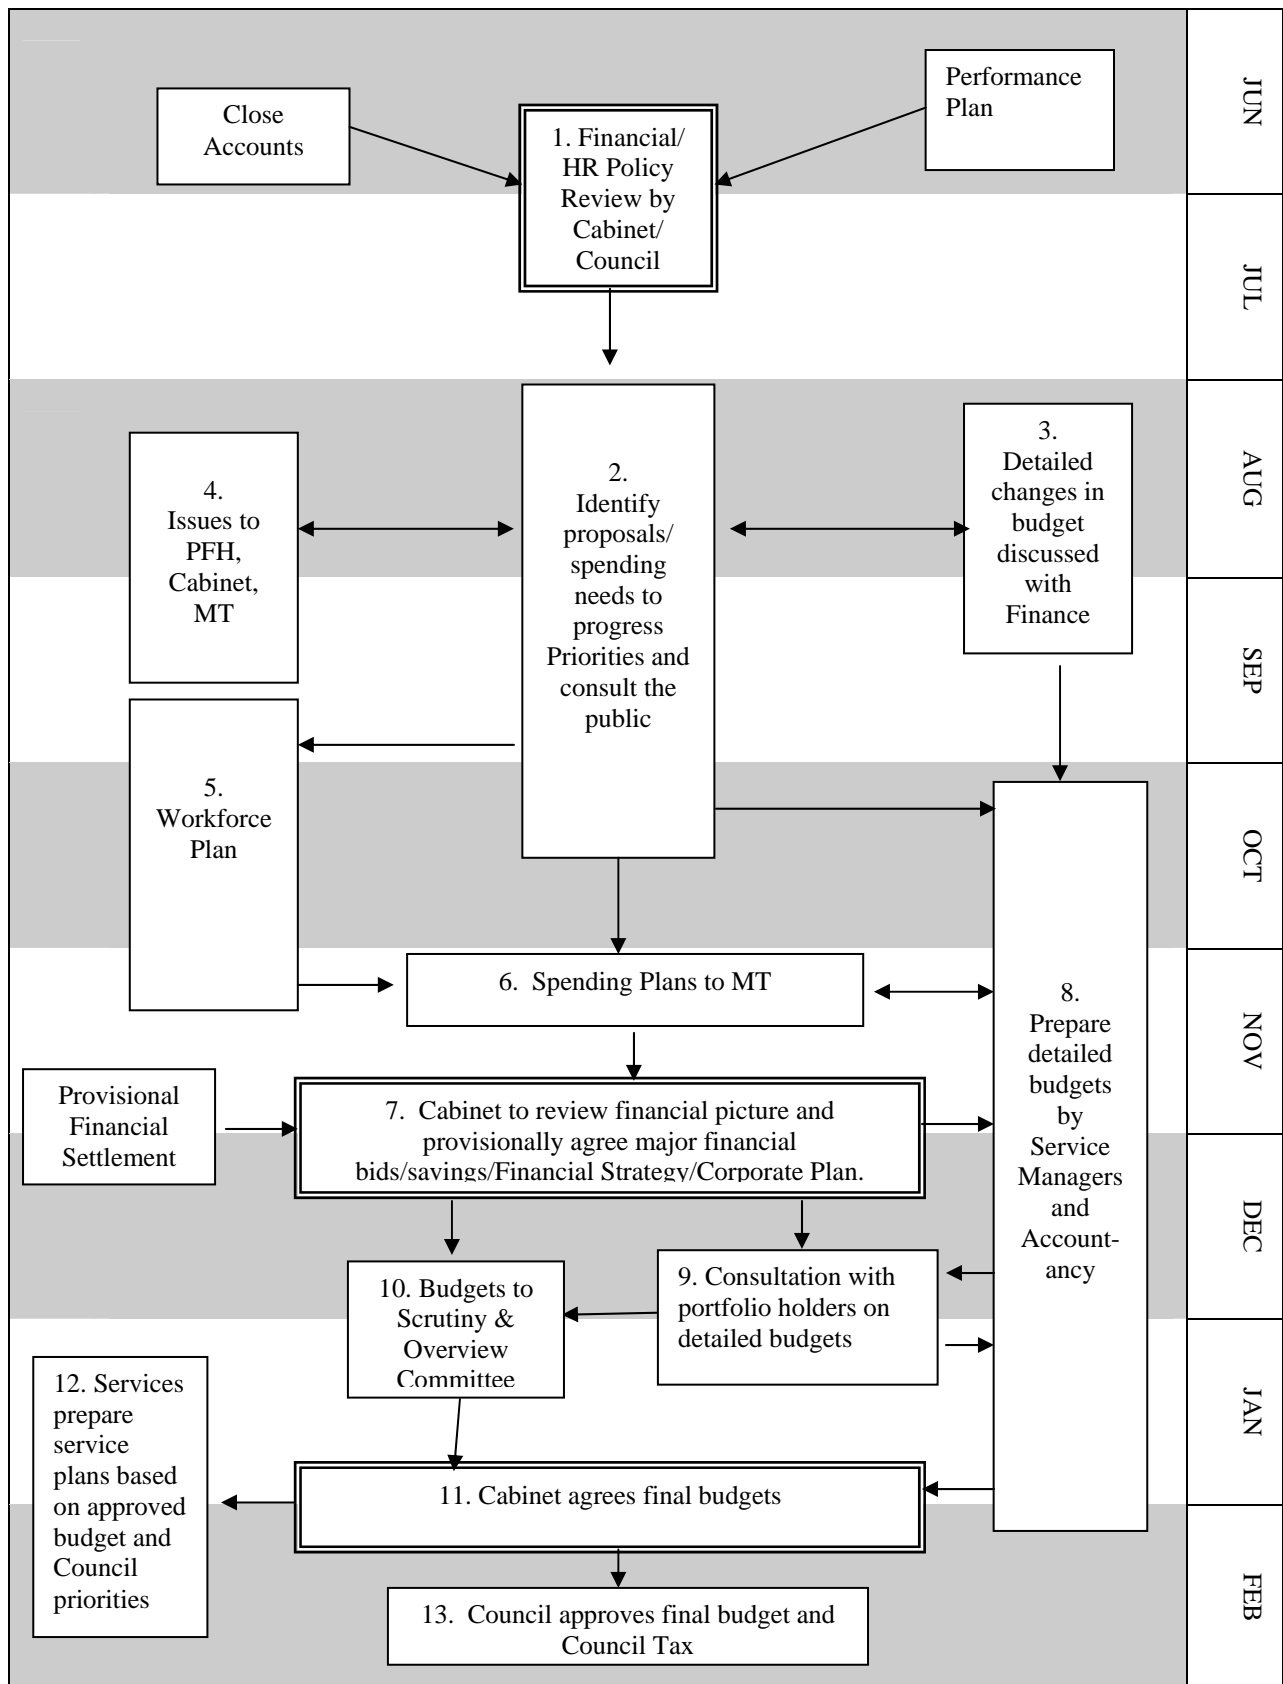 Close
Accounts
Performance
Plan
1. Financial/
HR Policy
Review by
Cabinet/
Council
JUN
JUL
2.
Identify
proposals/
spending
needs to
progress
Priorities and
consult the
public
3.
Detailed
changes in
budget
discussed
with
Finance
4.
Issues to
PFH,
Cabinet,
MT
AUG
SEP
5.
Workforce
Plan
OCT
6.  Spending Plans to MT
8.
Prepare
detailed
budgets
by
Service
Managers
and
Account-
ancy
NOV
Provisional
Financial
Settlement
7.  Cabinet to review financial picture and
provisionally agree major financial
bids/savings/Financial Strategy/Corporate Plan.
DEC
9. Consultation with
portfolio holders on
detailed budgets
10. Budgets to
Scrutiny &
Overview
Committee
JAN
12. Services
prepare
service
plans based
on approved
budget and
Council
priorities
11. Cabinet agrees final budgets
FEB
13.  Council approves final budget and
Council Tax